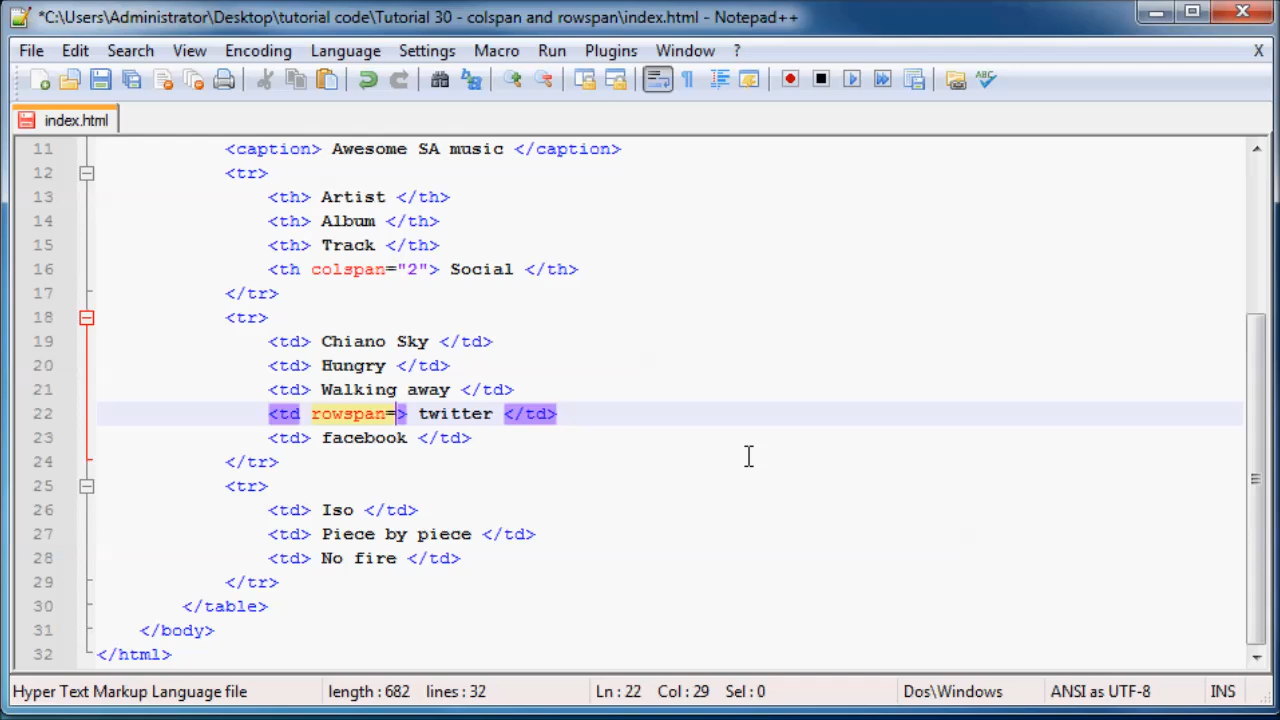 *C:\Users\Administrator\Desktop\tutorial code\Tutorial 30 - colspan and rowspan\index.html - Notepad++
File Edit Search View Encoding Language Settings Macro Run Plugins Window ? X
ABC
index.html
11 <caption> Awesome SA music </caption>
12 <tr>
13 <th> Artist </th>
14 <th> Album </th>
15 <th> Track </th>
16 <th colspan="2"> Social </th>
17 </tr>
18 <tr>
19 <td> Chiano Sky </td>
20 <td> Hungry </td>
21 <td> Walking away </td>
22 <td rowspan=> twitter </td>
23 <td> facebook </td>
24 </tr>
25 <tr>
26 <td> Iso </td>
27 <td> Piece by piece </td>
28 <td> No fire </td>
29 </tr>
30 </table>
31 </body>
32 </html>
Hyper Text Markup Language file length : 682 lines : 32 Ln : 22 Col : 29 Sel : 0 Dos\Windows ANSI as UTF-8 INS